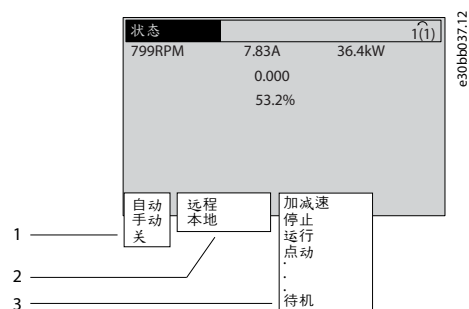 状态 1(1)
799RPM 7.83A 36.4kW
0.000
53.2%
自动
手动
关
远程
本地
加减速
停止
运行
点动
.
.
.
待机
1
2
3
e30bb037.12